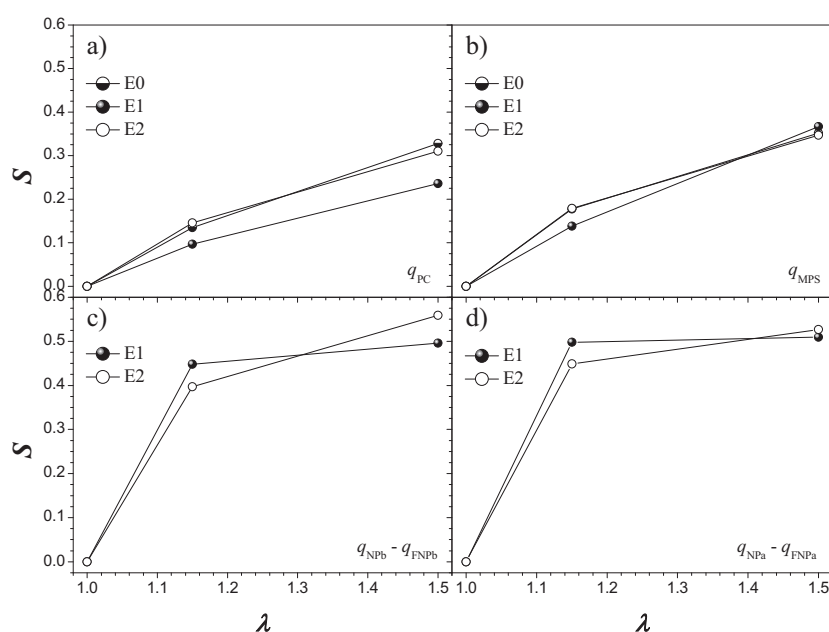 a)
E0
E1
E2
q_PC
b)
E0
E1
E2
q_MPS
S
0.6
0.5
0.4
0.3
0.2
0.1
0.0
c)
E1
E2
q_NPb - q_FNPb
d)
E1
E2
q_NPa - q_FNPa
S
0.6
0.5
0.4
0.3
0.2
0.1
0.0
1.0 1.1 1.2 1.3 1.4 1.5
1.0 1.1 1.2 1.3 1.4 1.5
λ
λ